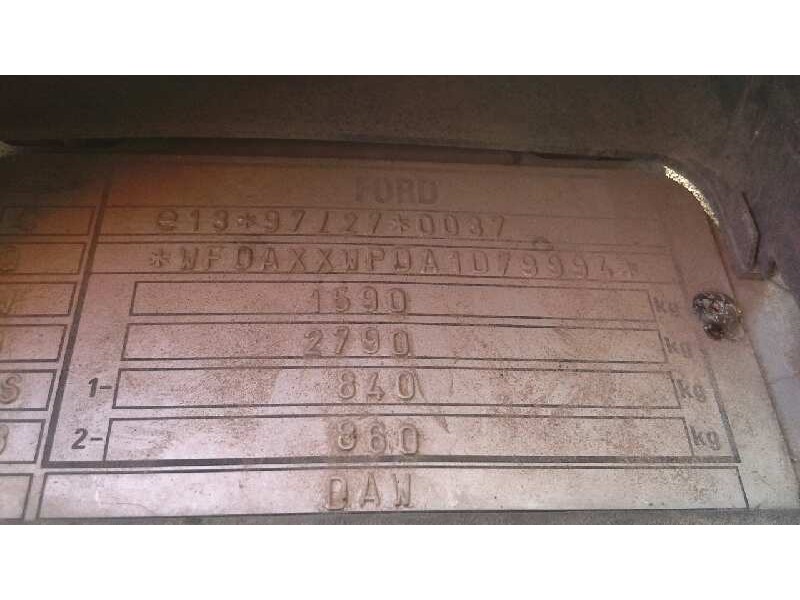 FORD
e13*97/27*0037
*WF0AXXWPDA1D79994*
1590 kg
2790 kg
1- 840 kg
S
2- 860 kg
DAW